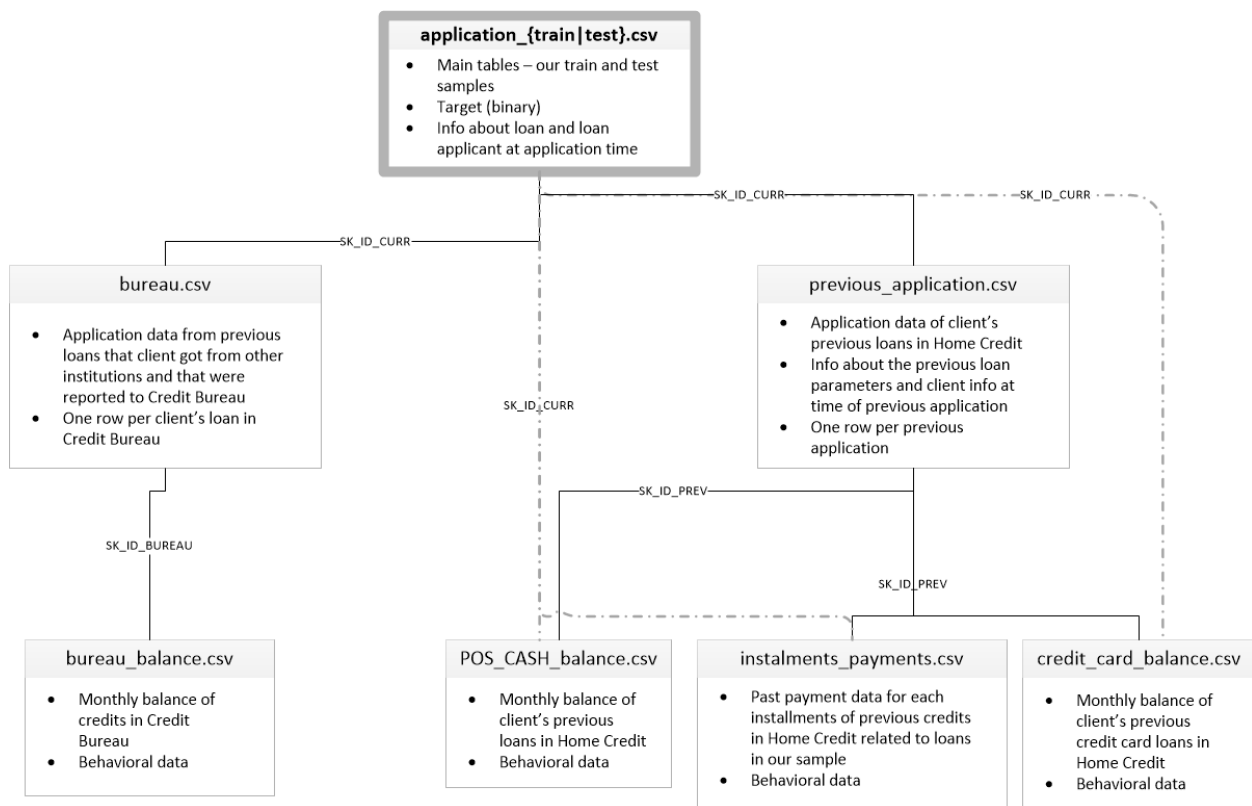 application_{train|test}.csv
• Main tables – our train and test
samples
• Target (binary)
• Info about loan and loan
applicant at application time
SK_ID_CURR
SK_ID_CURR
SK_ID_CURR
bureau.csv
• Application data from previous
loans that client got from other
institutions and that were
reported to Credit Bureau
• One row per client's loan in
Credit Bureau
previous_application.csv
• Application data of client's
previous loans in Home Credit
• Info about the previous loan
parameters and client info at
time of previous application
• One row per previous
application
SK_ID_CURR
SK_ID_PREV
SK_ID_BUREAU
SK_ID_PREV
bureau_balance.csv
• Monthly balance of
credits in Credit
Bureau
• Behavioral data
POS_CASH_balance.csv
• Monthly balance of
client's previous
loans in Home Credit
• Behavioral data
instalments_payments.csv
• Past payment data for each
installments of previous credits
in Home Credit related to loans
in our sample
• Behavioral data
credit_card_balance.csv
• Monthly balance of
client's previous
credit card loans in
Home Credit
• Behavioral data